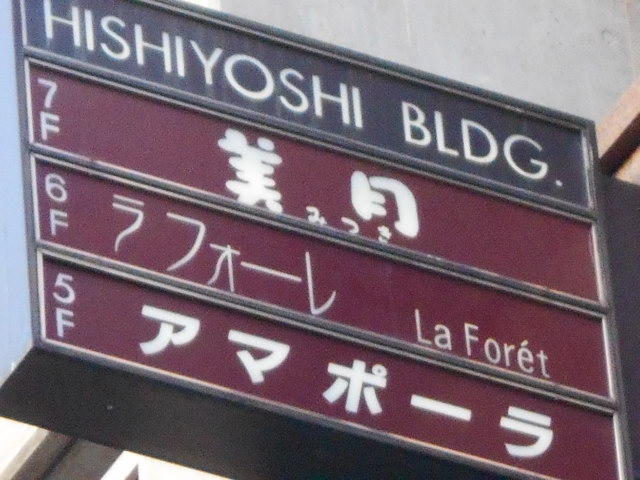 HISHIYOSHI BLDG.
7F 美月
みつき
6F ラフォーレ La Forét
5F アマポーラ